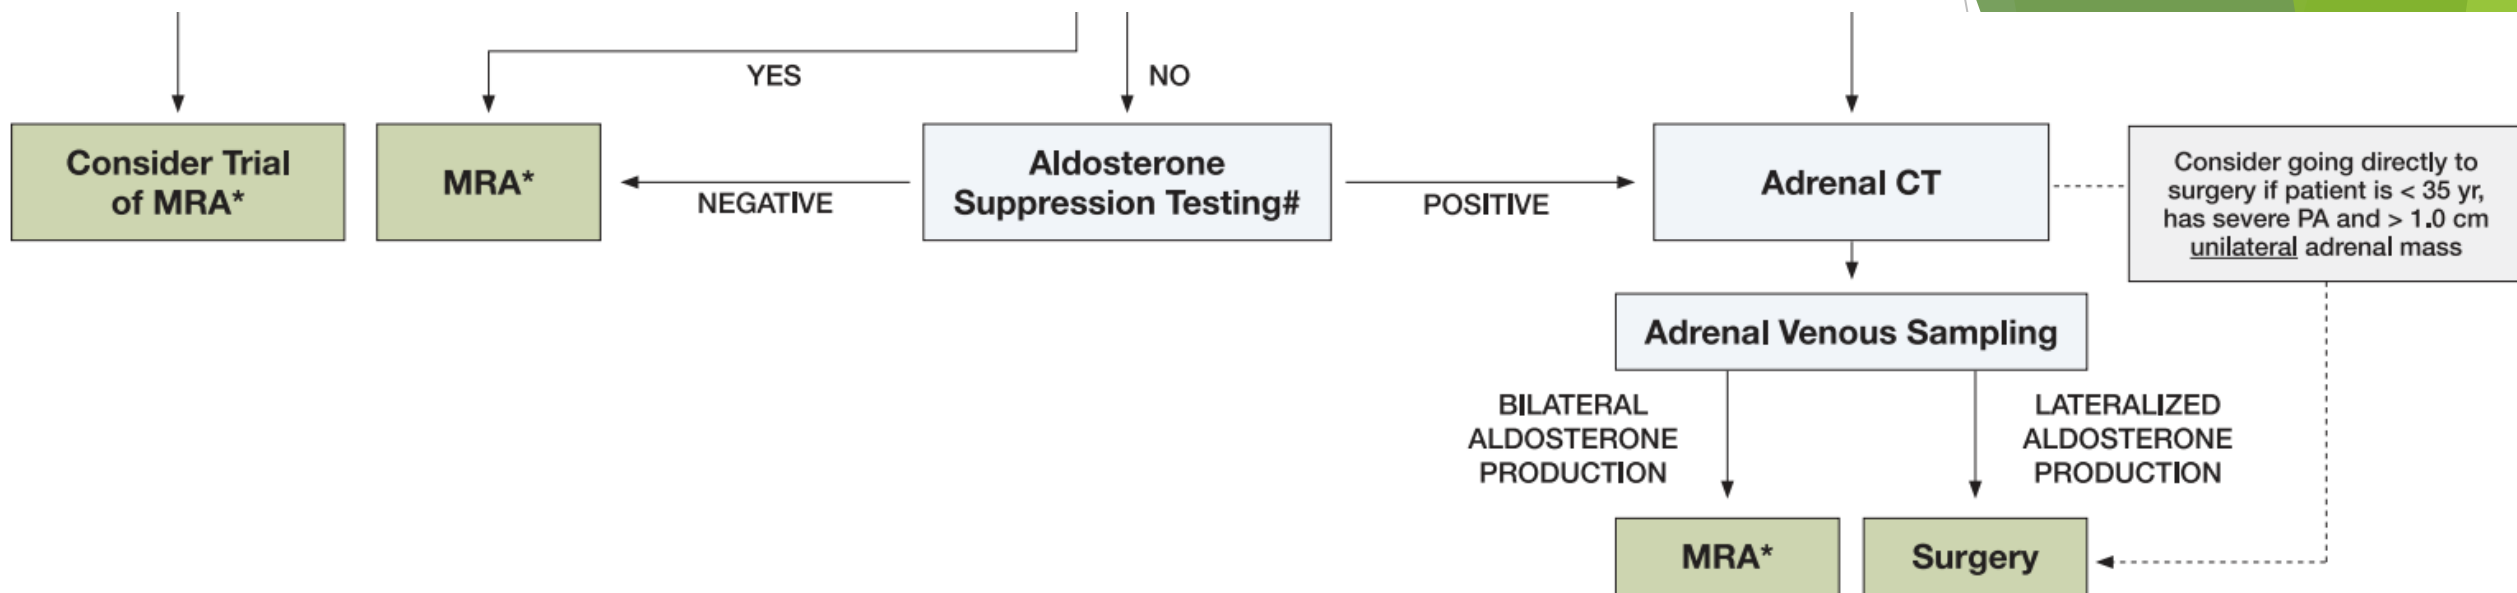 YES
NO
Consider Trial
of MRA*
MRA*
NEGATIVE
Aldosterone
Suppression Testing#
POSITIVE
Adrenal CT
Consider going directly to
surgery if patient is < 35 yr,
has severe PA and > 1.0 cm
unilateral adrenal mass
Adrenal Venous Sampling
BILATERAL
ALDOSTERONE
PRODUCTION
LATERALIZED
ALDOSTERONE
PRODUCTION
MRA*
Surgery